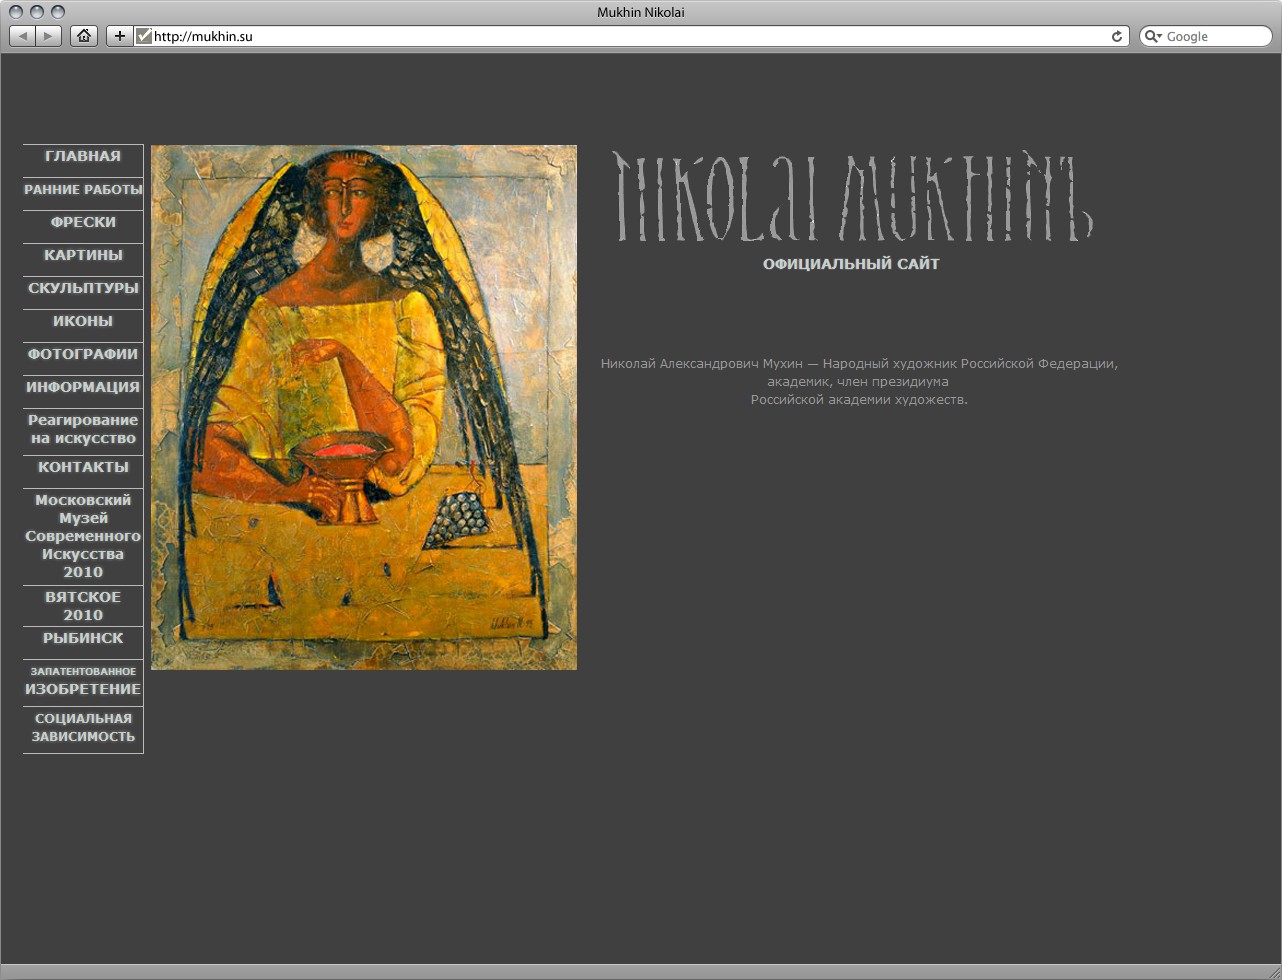 Mukhin Nikolai
http://mukhin.su
Google
ГЛАВНАЯ
РАННИЕ РАБОТЫ
ФРЕСКИ
КАРТИНЫ
СКУЛЬПТУРЫ
ИКОНЫ
ФОТОГРАФИИ
ИНФОРМАЦИЯ
Реагирование
на искусство
КОНТАКТЫ
Московский
Музей
Современного
Искусства
2010
ВЯТСКОЕ
2010
РЫБИНСК
ЗАПАТЕНТОВАННОЕ
ИЗОБРЕТЕНИЕ
СОЦИАЛЬНАЯ
ЗАВИСИМОСТЬ
NIKOLaI MUKHINЪ
ОФИЦИАЛЬНЫЙ САЙТ
Николай Александрович Мухин — Народный художник Российской Федерации,
академик, член президиума
Российской академии художеств.